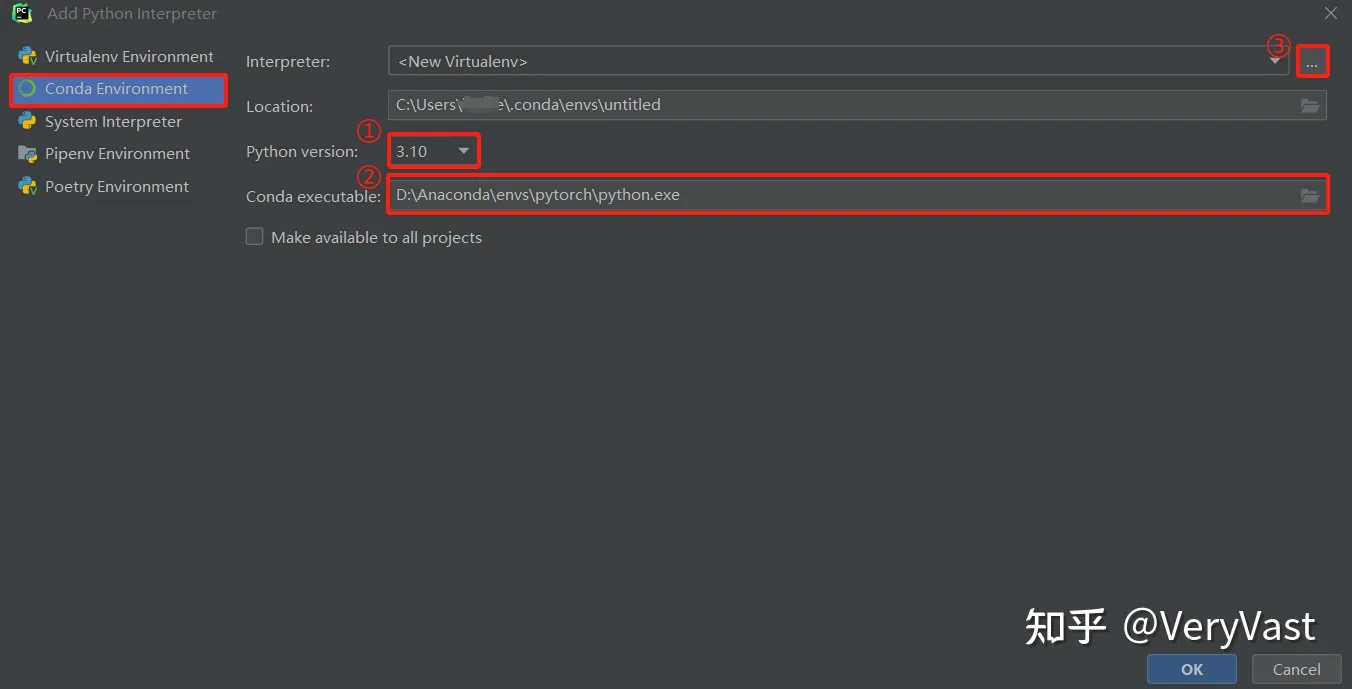 Add Python Interpreter
Virtualenv Environment
Conda Environment
System Interpreter
Pipenv Environment
Poetry Environment
Interpreter: <New Virtualenv> ③ ...
Location: C:\Users\ e\.conda\envs\untitled
① Python version: 3.10
② Conda executable: D:\Anaconda\envs\pytorch\python.exe
Make available to all projects
知乎 @VeryVast
OK Cancel